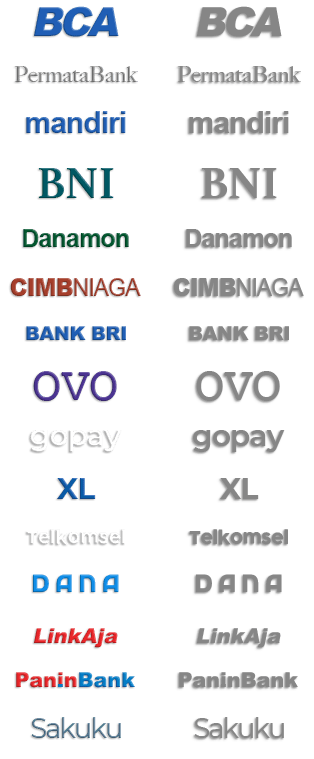 BCA BCA
PermataBank PermataBank
mandiri mandiri
BNI BNI
Danamon Danamon
CIMBNIAGA CIMBNIAGA
BANK BRI BANK BRI
OVO OVO
gopay gopay
XL XL
Telkomsel Telkomsel
DANA DANA
LinkAja LinkAja
PaninBank PaninBank
Sakuku Sakuku